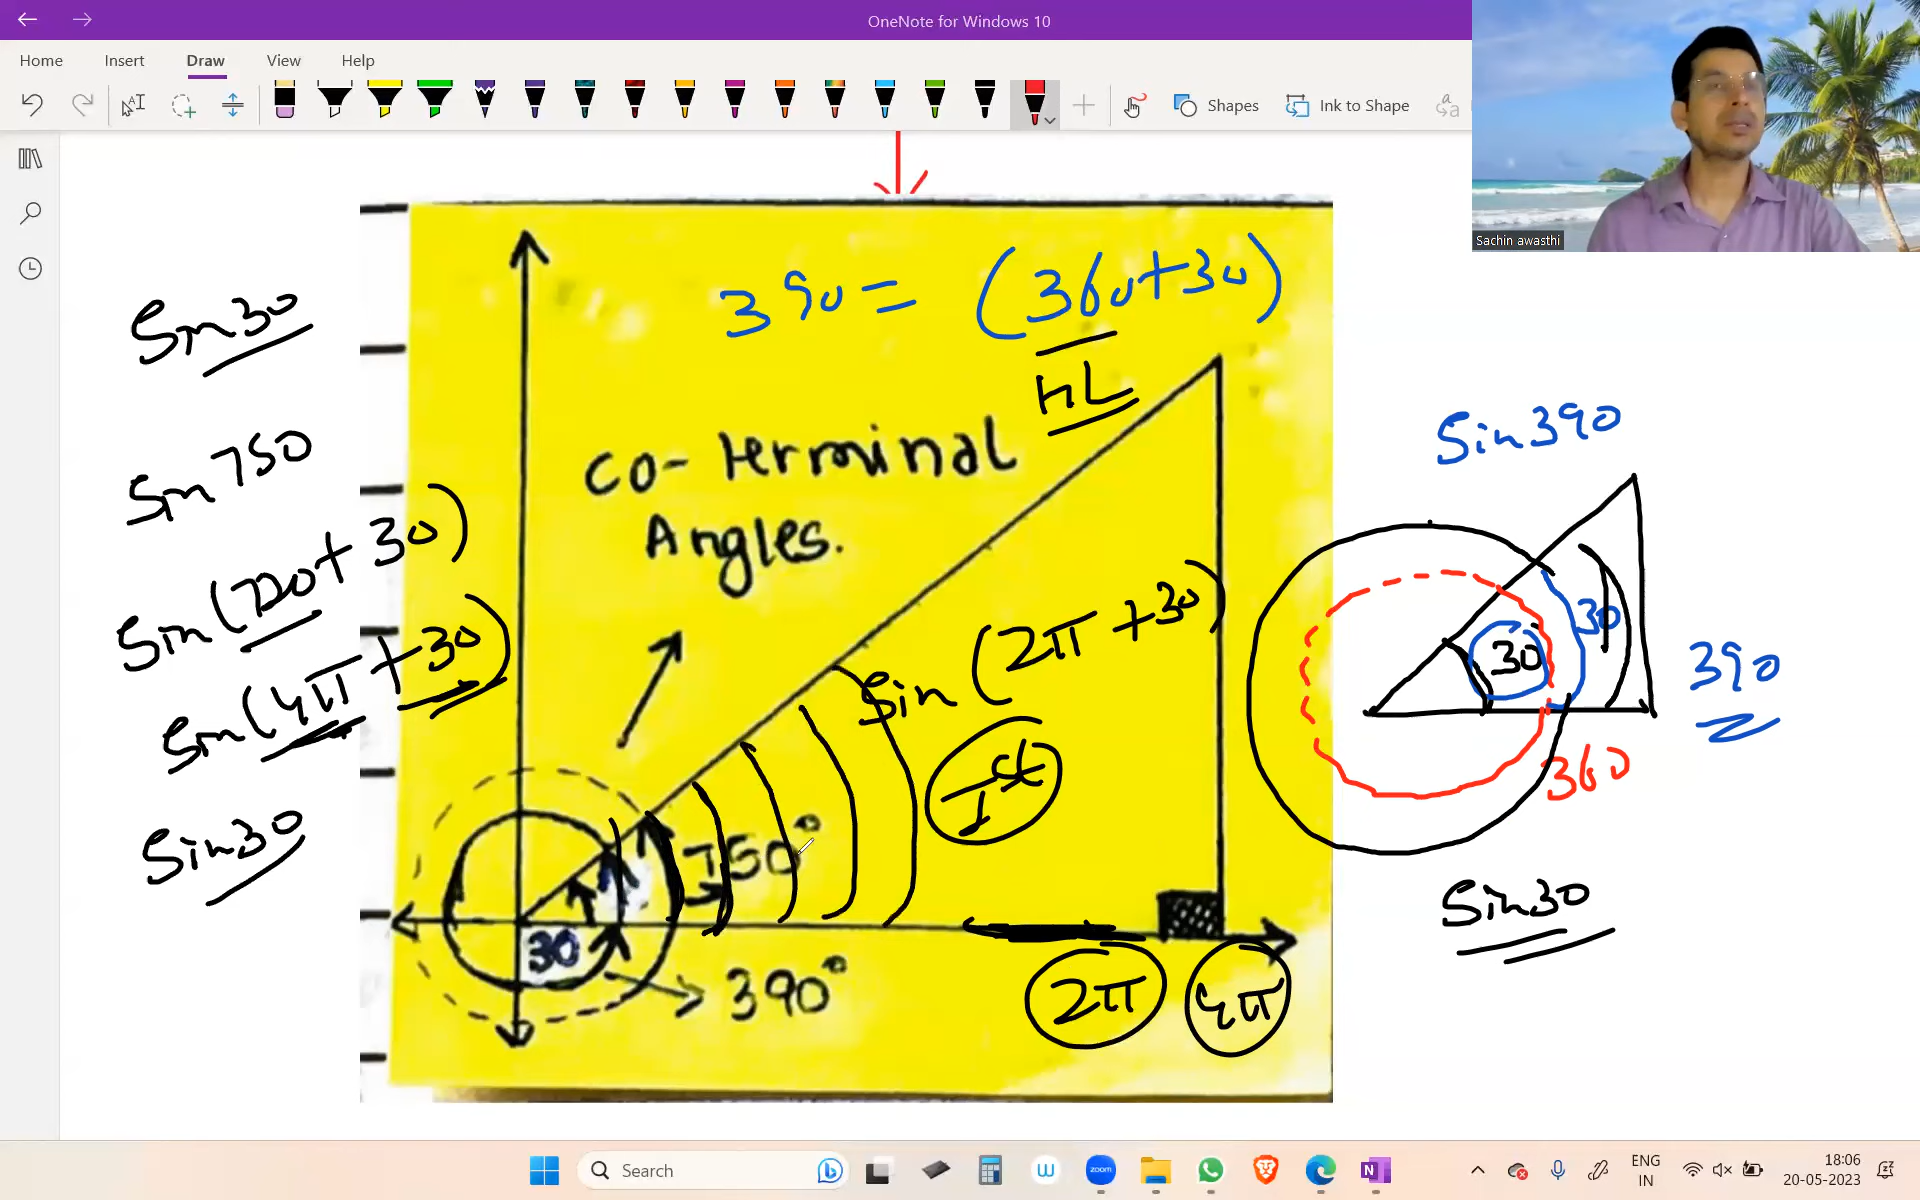 OneNote for Windows 10
Home Insert Draw View Help
Shapes Ink to Shape
Sachin awasthi
390 = (360+30)
HL
Sin30
Sin750
Sin(720+30)
Sin(4π+30)
Sin30
Co-terminal
Angles.
Sin(2π+30)
Ist
750°
30
390°
2π 4π
Sin390
30
30
390
360
Sin30
Search
zoom
ENG
IN
18:06
20-05-2023